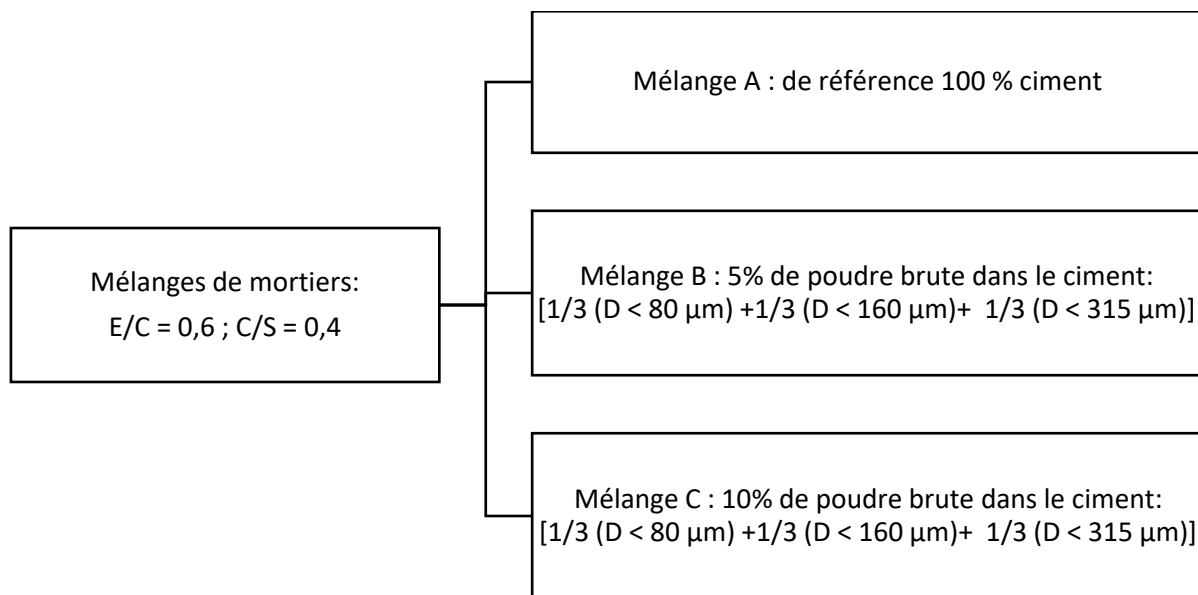 Mélange A : de référence 100 % ciment
Mélanges de mortiers:
E/C = 0,6 ; C/S = 0,4
Mélange B : 5% de poudre brute dans le ciment:
[1/3 (D < 80 µm) +1/3 (D < 160 µm)+  1/3 (D < 315 µm)]
Mélange C : 10% de poudre brute dans le ciment:
[1/3 (D < 80 µm) +1/3 (D < 160 µm)+  1/3 (D < 315 µm)]